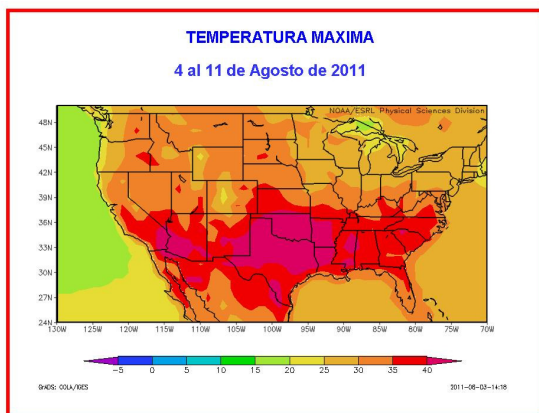 TEMPERATURA MAXIMA
4 al 11 de Agosto de 2011
NOAA/ESRL Physical Sciences Division
48N
45N
42N
39N
36N
33N
30N
27N
24N
130W 125W 120W 115W 110W 105W 100W 95W 90W 85W 80W 75W 70W
-5 0 5 10 15 20 25 30 35 40
GrADS: COLA/IGES 2011-08-03-14:18